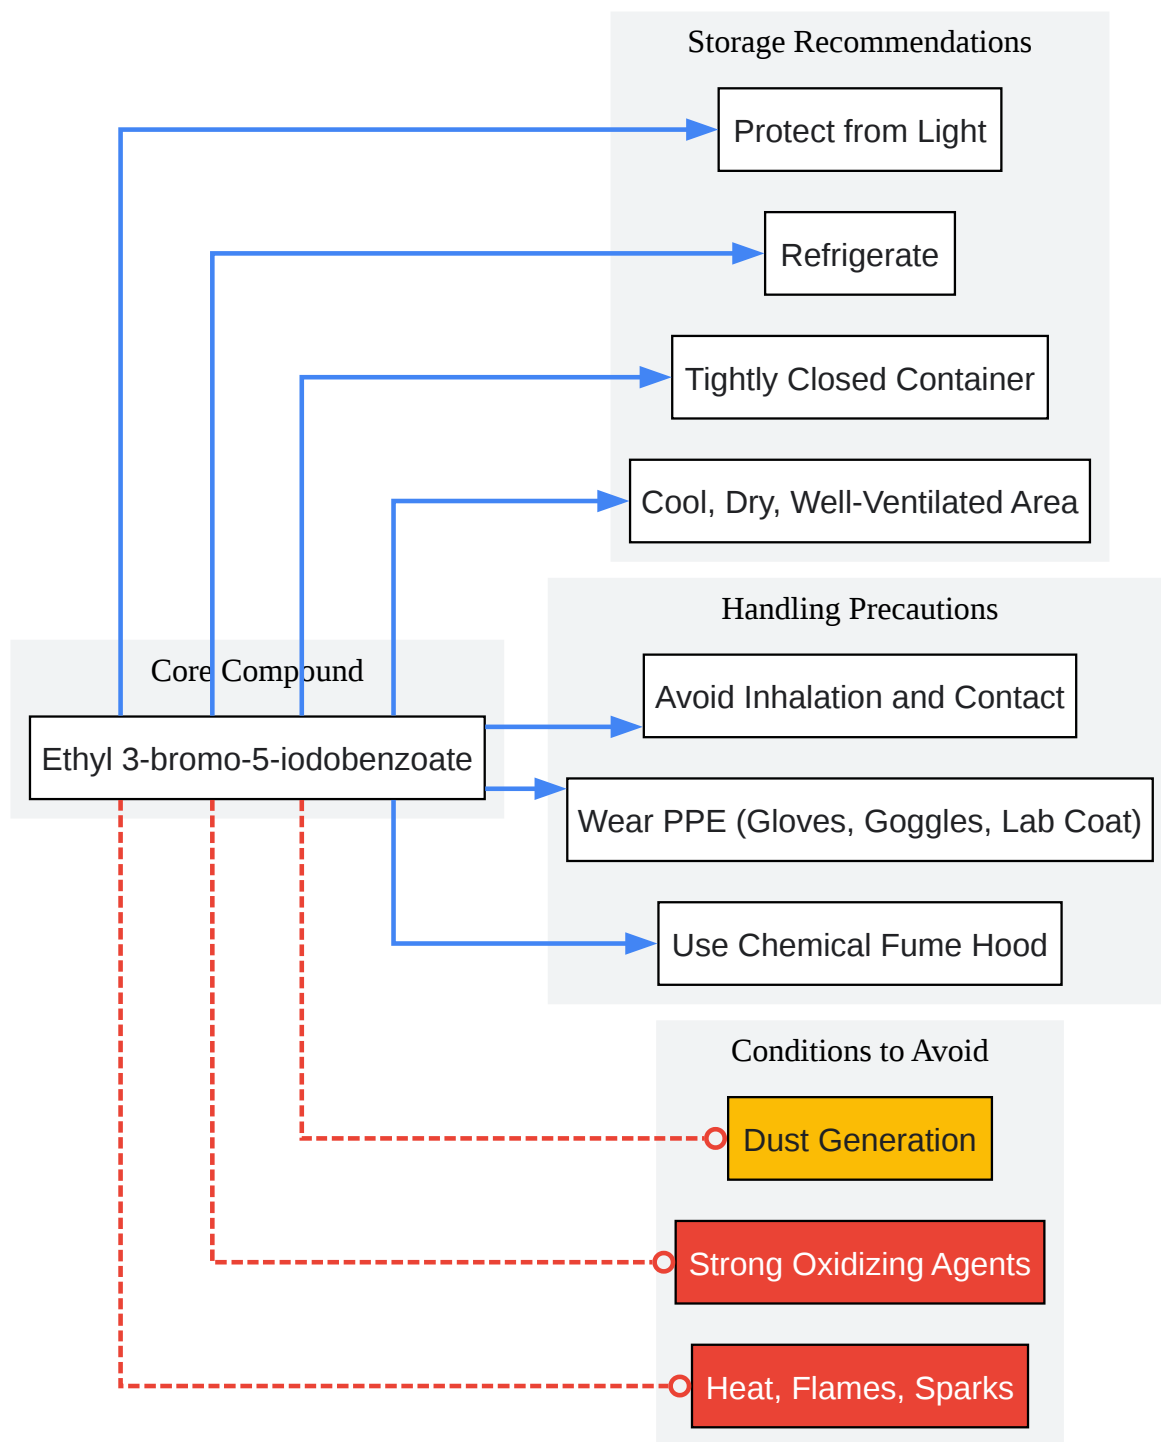 Storage Recommendations
Protect from Light
Refrigerate
Tightly Closed Container
Cool, Dry, Well-Ventilated Area
Handling Precautions
Avoid Inhalation and Contact
Wear PPE (Gloves, Goggles, Lab Coat)
Use Chemical Fume Hood
Core Compound
Ethyl 3-bromo-5-iodobenzoate
Conditions to Avoid
Dust Generation
Strong Oxidizing Agents
Heat, Flames, Sparks